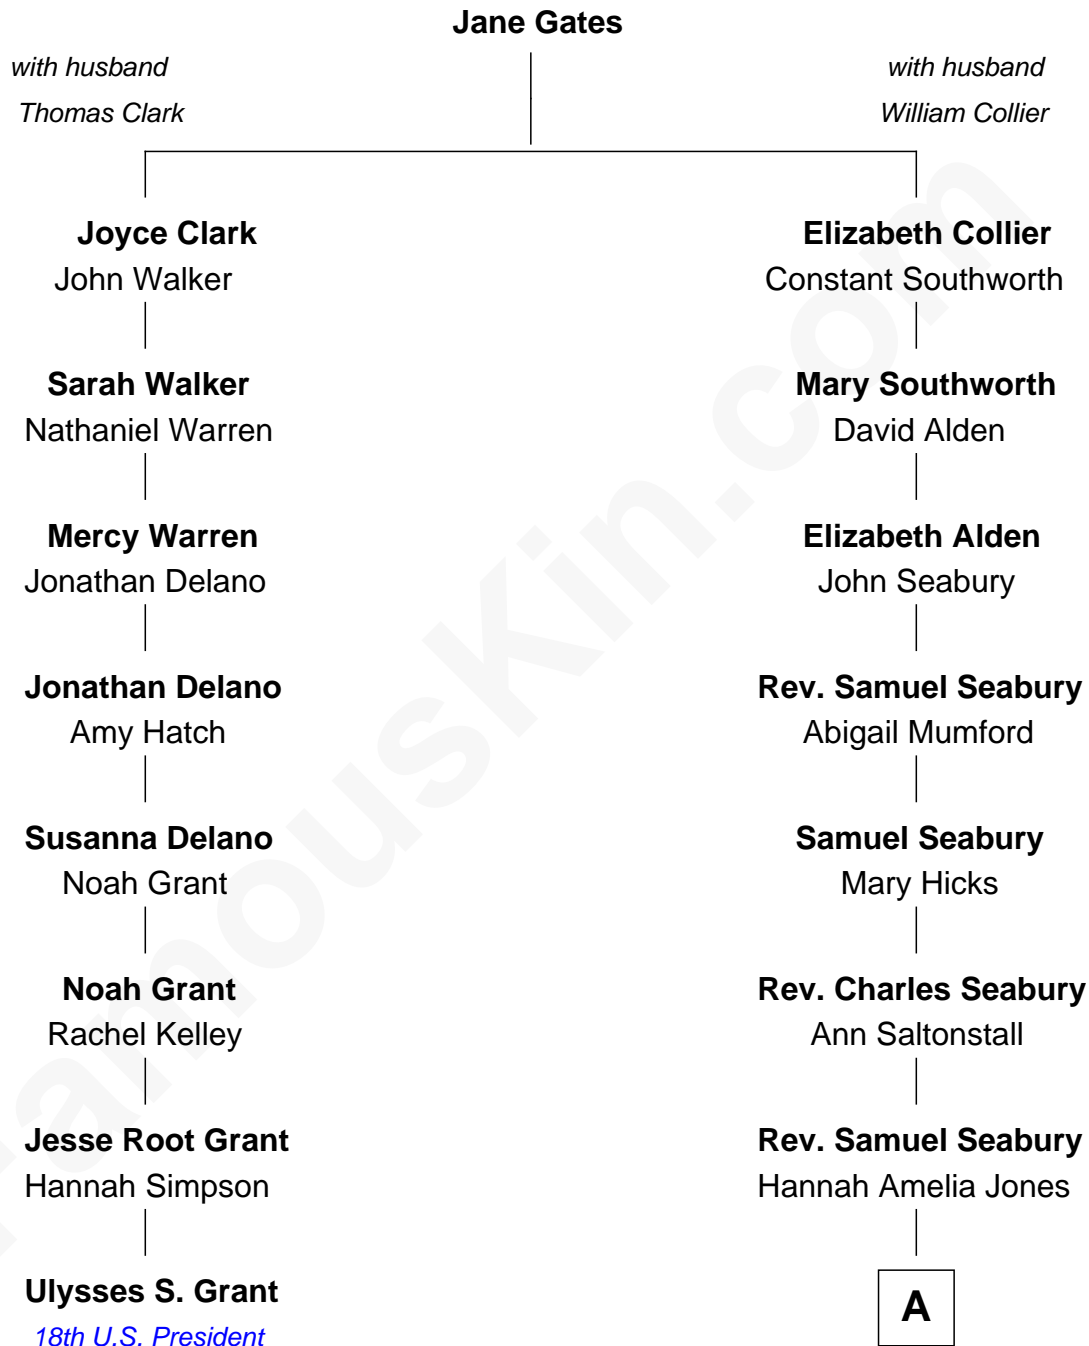 Jane Gates
with husband
Thomas Clark
with husband
William Collier
Joyce Clark
John Walker
Elizabeth Collier
Constant Southworth
Sarah Walker
Nathaniel Warren
Mary Southworth
David Alden
Mercy Warren
Jonathan Delano
Elizabeth Alden
John Seabury
Jonathan Delano
Amy Hatch
Rev. Samuel Seabury
Abigail Mumford
Susanna Delano
Noah Grant
Samuel Seabury
Mary Hicks
Noah Grant
Rachel Kelley
Rev. Charles Seabury
Ann Saltonstall
Jesse Root Grant
Hannah Simpson
Rev. Samuel Seabury
Hannah Amelia Jones
Ulysses S. Grant
18th U.S. President
A
FamousKin.com